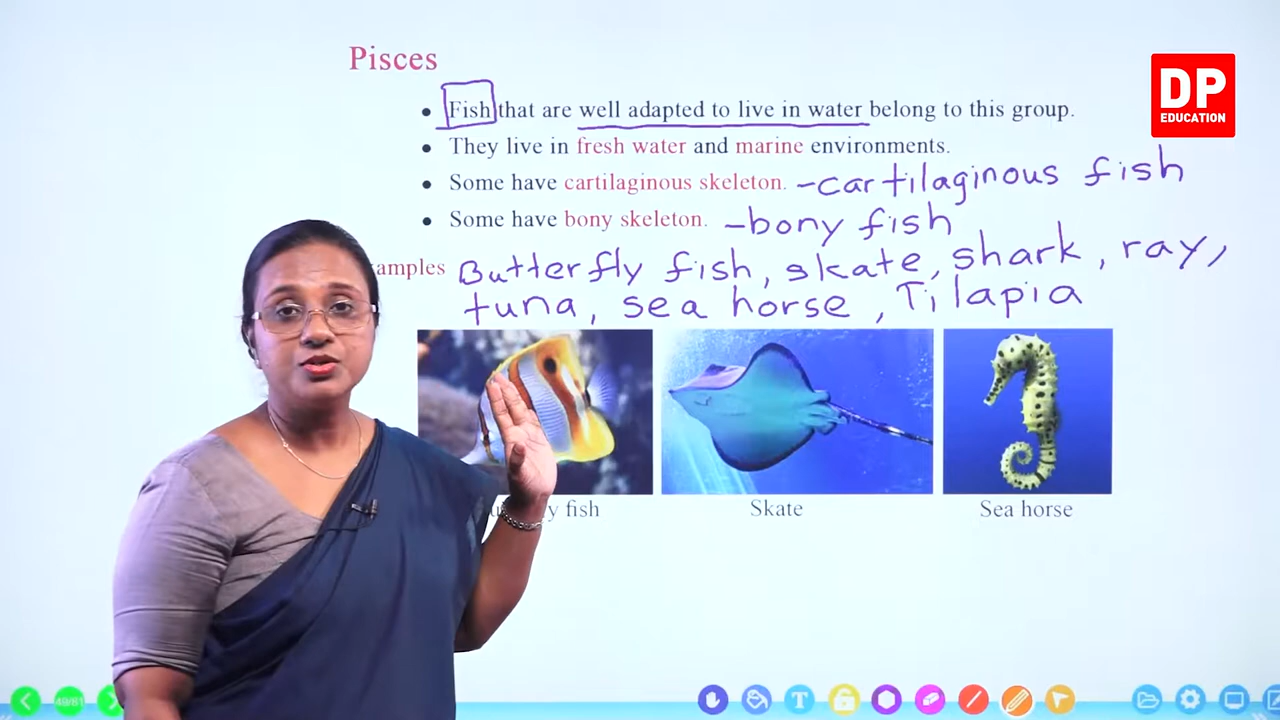 Pisces
DP
EDUCATION
• Fish that are well adapted to live in water belong to this group.
• They live in fresh water and marine environments.
• Some have cartilaginous skeleton. -cartilaginous fish
• Some have bony skeleton. -bony fish
amples Butterfly fish, skate, shark, ray,
tuna, sea horse, Tilapia
y fish
Skate
Sea horse
49/61
T